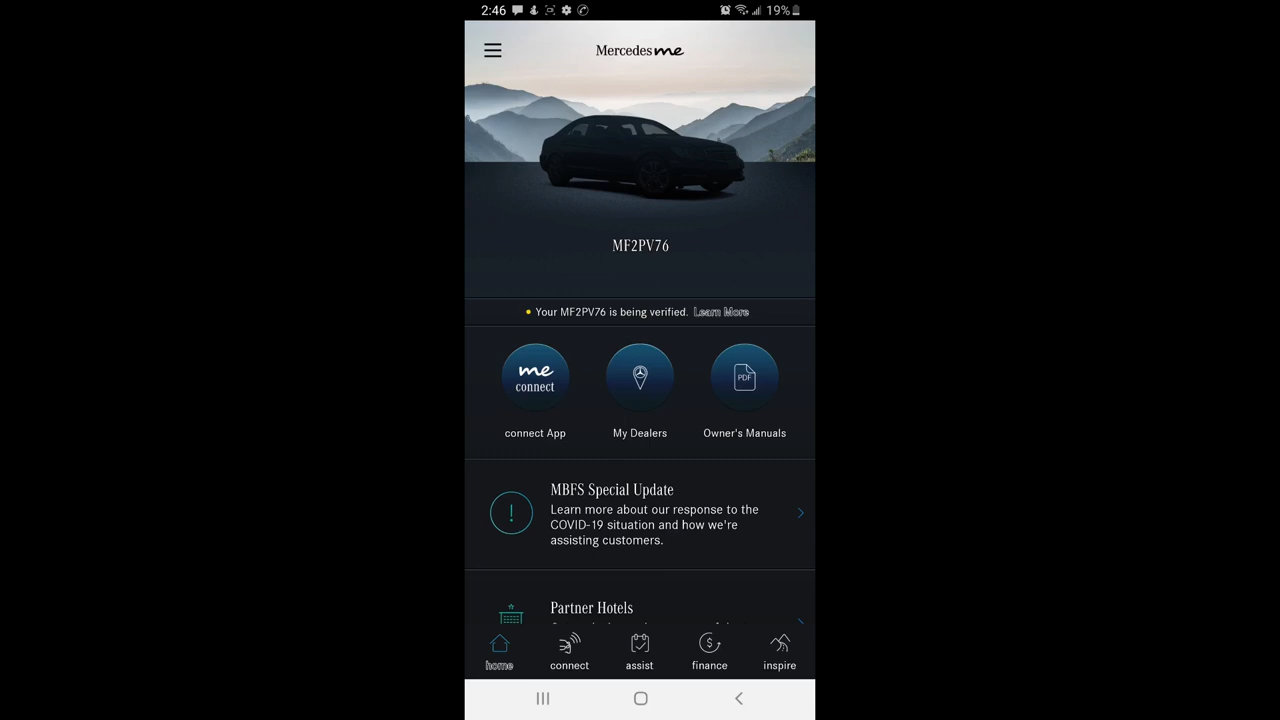 2:46
19%
Mercedes me
MF2PV76
Your MF2PV76 is being verified. Learn More
me
connect
PDF
connect App
My Dealers
Owner's Manuals
MBFS Special Update
Learn more about our response to the
COVID-19 situation and how we're
assisting customers.
Partner Hotels
home
connect
assist
finance
inspire